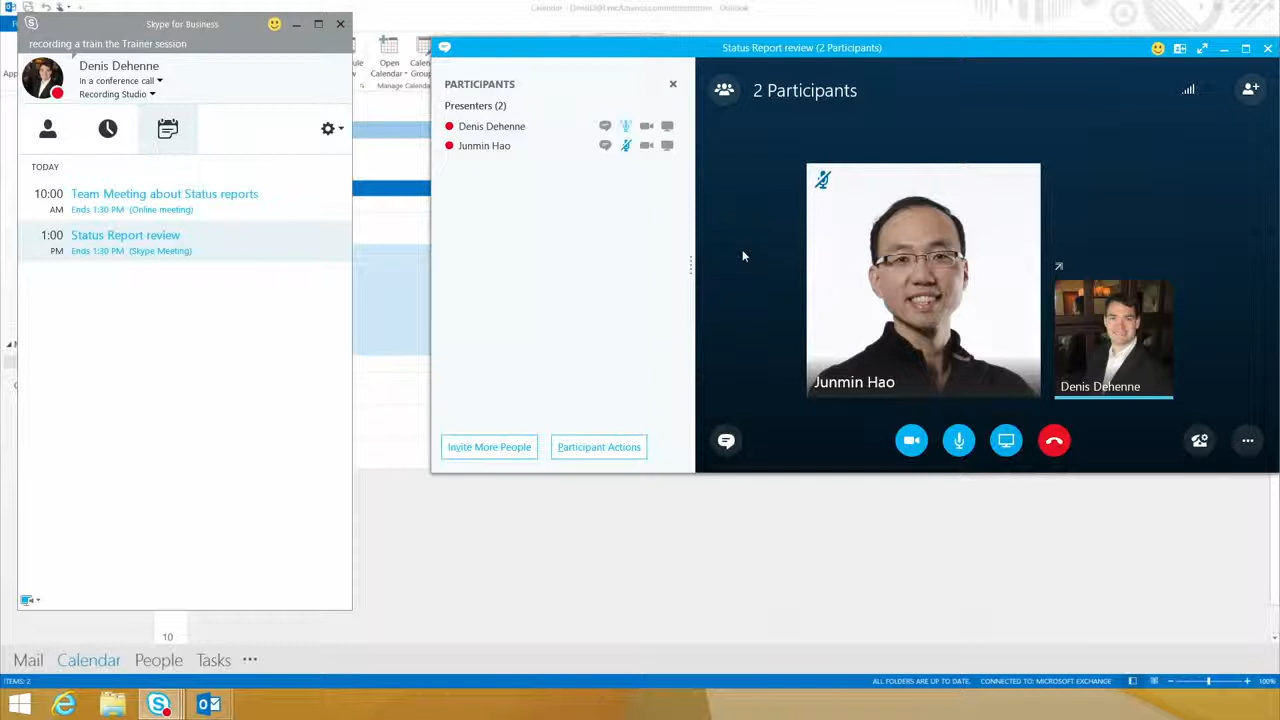 Skype for Business
recording a train the Trainer session
Denis Dehenne
In a conference call
Recording Studio
TODAY
10:00 AM
Team Meeting about Status reports
Ends 1:30 PM (Online meeting)
1:00 PM
Status Report review
Ends 1:30 PM (Skype Meeting)
Open Calendar
Manage Calenda
Status Report review (2 Participants)
PARTICIPANTS
Presenters (2)
Denis Dehenne
Junmin Hao
Invite More People
Participant Actions
2 Participants
Junmin Hao
Denis Dehenne
10
Mail
Calendar
People
Tasks
ITEMS: 2
ALL FOLDERS ARE UP TO DATE.
CONNECTED TO: MICROSOFT EXCHANGE
100%